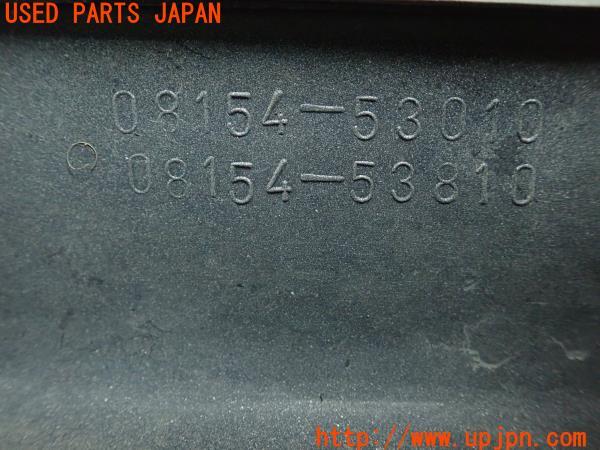 USED PARTS JAPAN
08154-53010
08154-53810
http://www.upjpn.com/